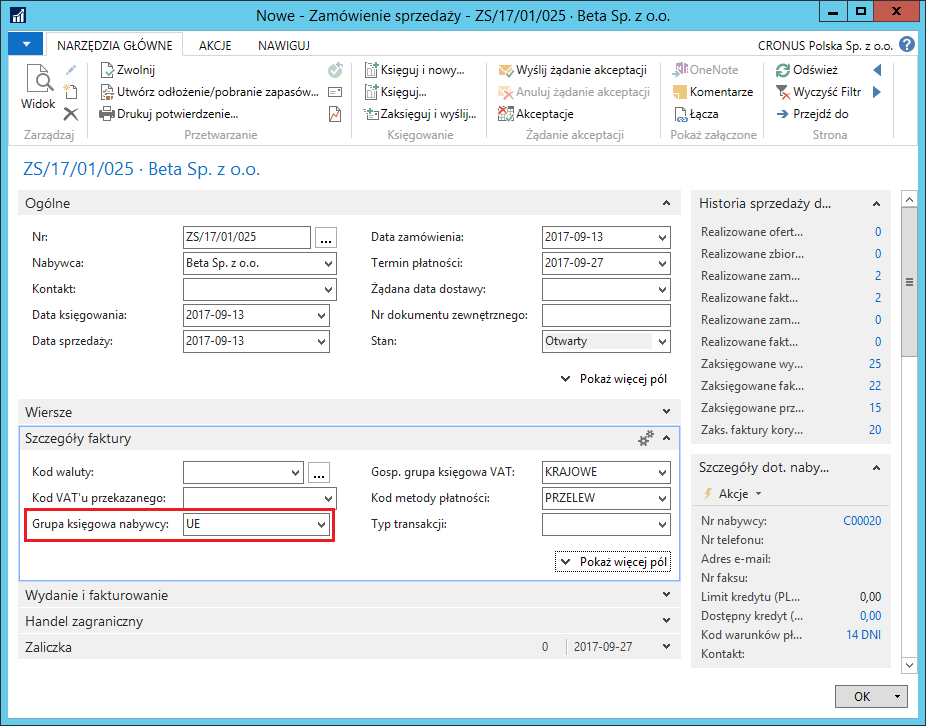 Nowe - Zamówienie sprzedaży - ZS/17/01/025 · Beta Sp. z o.o.
NARZĘDZIA GŁÓWNE AKCJE NAWIGUJ CRONUS Polska Sp. z o.o.
Widok
Zarządzaj
Zwolnij
Utwórz odłożenie/pobranie zapasów...
Drukuj potwierdzenie...
Przetwarzanie
Księguj i nowy...
Księguj...
Zaksięguj i wyślij...
Księgowanie
Wyślij żądanie akceptacji
Anuluj żądanie akceptacji
Akceptacje
Żądanie akceptacji
OneNote
Komentarze
Łącza
Pokaż załączone
Odśwież
Wyczyść Filtr
Przejdź do
Strona
ZS/17/01/025 · Beta Sp. z o.o.
Ogólne
Nr: ZS/17/01/025 ...
Nabywca: Beta Sp. z o.o.
Kontakt:
Data księgowania: 2017-09-13
Data sprzedaży: 2017-09-13
Data zamówienia: 2017-09-13
Termin płatności: 2017-09-27
Żądana data dostawy:
Nr dokumentu zewnętrznego:
Stan: Otwarty
Pokaż więcej pól
Wiersze
Szczegóły faktury
Kod waluty: ...
Kod VAT'u przekazanego:
Grupa księgowa nabywcy: UE
Gosp. grupa księgowa VAT: KRAJOWE
Kod metody płatności: PRZELEW
Typ transakcji:
Pokaż więcej pól
Wydanie i fakturowanie
Handel zagraniczny
Zaliczka 0 2017-09-27
Historia sprzedaży d...
Realizowane ofert... 0
Realizowane zbior... 0
Realizowane zam... 2
Realizowane fakt... 2
Realizowane zam... 0
Realizowane fakt... 0
Zaksięgowane wy... 25
Zaksięgowane fak... 22
Zaksięgowane prz... 15
Zaks. faktury kory... 20
Szczegóły dot. naby...
Akcje
Nr nabywcy: C00020
Nr telefonu:
Adres e-mail:
Nr faksu:
Limit kredytu (PL... 0,00
Dostępny kredyt (... 0,00
Kod warunków pł... 14 DNI
Kontakt:
OK